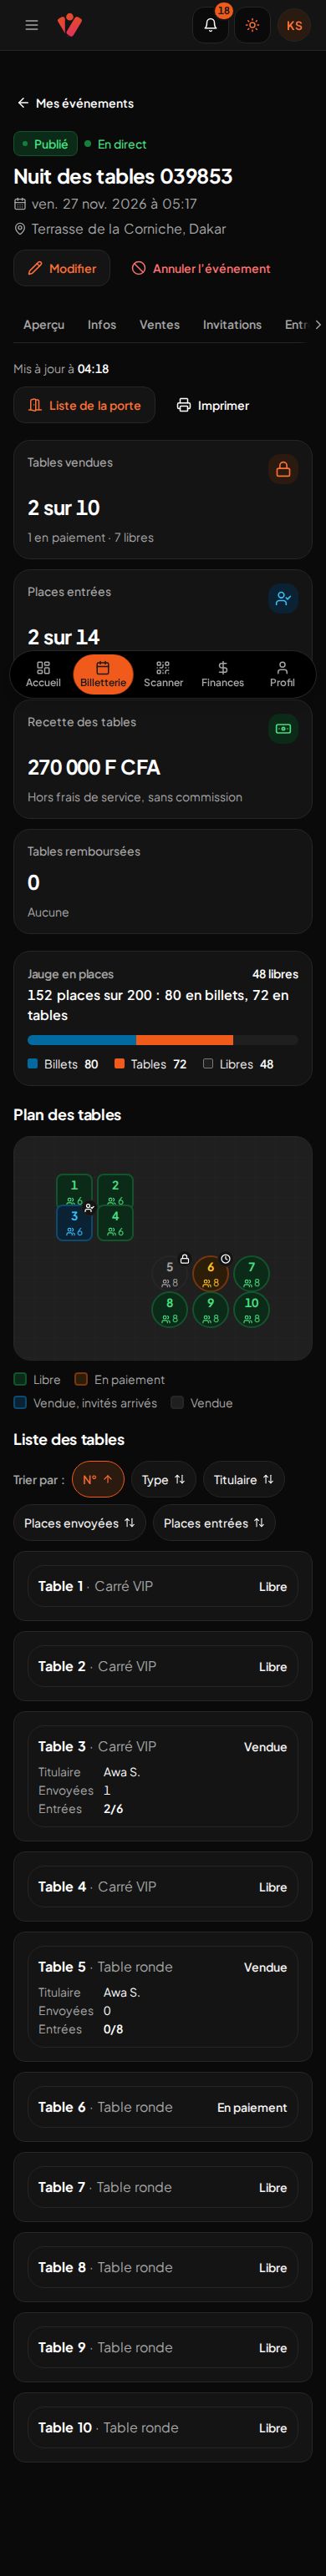 18
KS
Mes événements
Publié
En direct
Nuit des tables 039853
ven. 27 nov. 2026 à 05:17
Terrasse de la Corniche, Dakar
Modifier
Annuler l'événement
Aperçu Infos Ventes Invitations
Mis à jour à 04:18
Liste de la porte
Imprimer
Tables vendues
2 sur 10
1 en paiement · 7 libres
Places entrées
2 sur 14
Accueil Billetterie Scanner Finances Profil
Recette des tables
270 000 F CFA
Hors frais de service, sans commission
Tables remboursées
0
Aucune
Jauge en places 48 libres
152 places sur 200 : 80 en billets, 72 en
tables
Billets 80 Tables 72 Libres 48
Plan des tables
1 2
6 6
3 4
6 6
5 6 7
8 8 8
8 9 10
8 8 8
Libre En paiement
Vendue, invités arrivés Vendue
Liste des tables
Trier par : N° Type Titulaire
Places envoyées Places entrées
Table 1 · Carré VIP Libre
Table 2 · Carré VIP Libre
Table 3 · Carré VIP Vendue
Titulaire Awa S.
Envoyées 1
Entrées 2/6
Table 4 · Carré VIP Libre
Table 5 · Table ronde Vendue
Titulaire Awa S.
Envoyées 0
Entrées 0/8
Table 6 · Table ronde En paiement
Table 7 · Table ronde Libre
Table 8 · Table ronde Libre
Table 9 · Table ronde Libre
Table 10 · Table ronde Libre